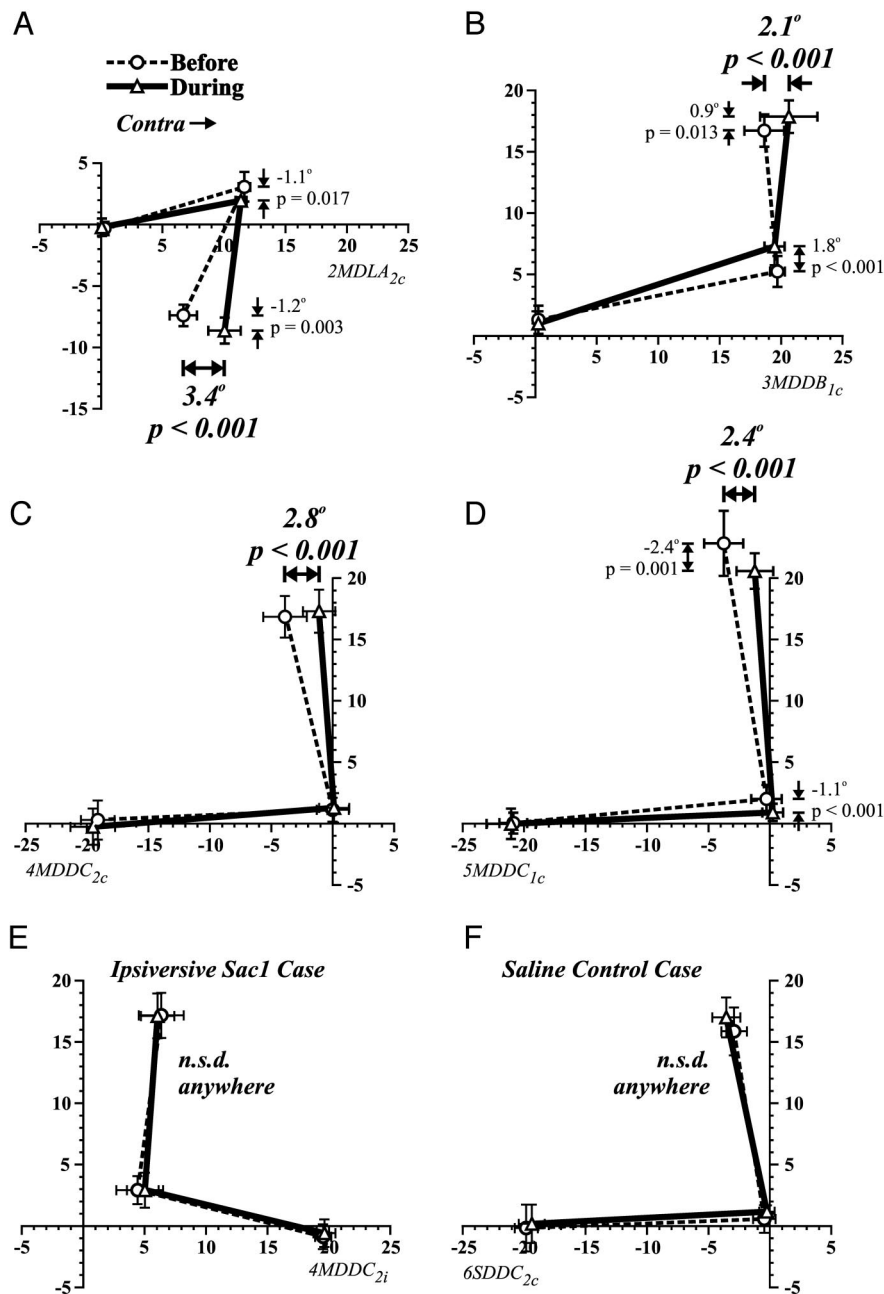 A
Before
During
Contra →
5
-5
5
10
15
20
25
-5
-10
-15
2MDLA2c
-1.1°
p = 0.017
-1.2°
p = 0.003
3.4°
p < 0.001
B
2.1°
p < 0.001
20
15
10
5
-5
-5
5
10
15
20
25
0.9°
p = 0.013
1.8°
p < 0.001
3MDDB1c
C
2.8°
p < 0.001
20
15
10
5
-5
-25
-20
-15
-10
-5
5
4MDDC2c
D
2.4°
p < 0.001
-2.4°
p = 0.001
20
15
10
5
-5
-25
-20
-15
-10
-5
5
-1.1°
p < 0.001
5MDDC1c
E
Ipsiversive Sac1 Case
20
15
10
5
-5
-5
5
10
15
20
25
n.s.d.
anywhere
4MDDC2i
F
Saline Control Case
20
15
10
5
-5
-25
-20
-15
-10
-5
5
n.s.d.
anywhere
6SDDC2c